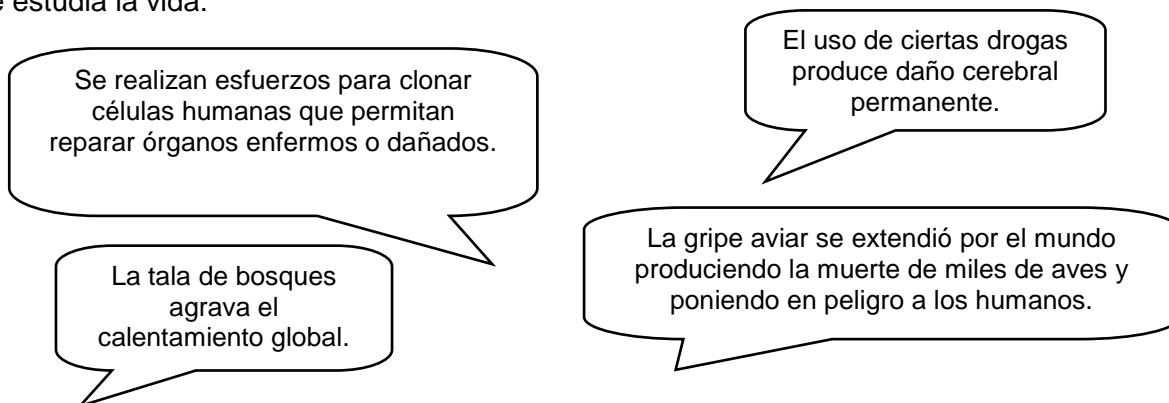 e estudia la vida.
Se realizan esfuerzos para clonar
células humanas que permitan
reparar órganos enfermos o dañados.
El uso de ciertas drogas
produce daño cerebral
permanente.
La tala de bosques
agrava el
calentamiento global.
La gripe aviar se extendió por el mundo
produciendo la muerte de miles de aves y
poniendo en peligro a los humanos.